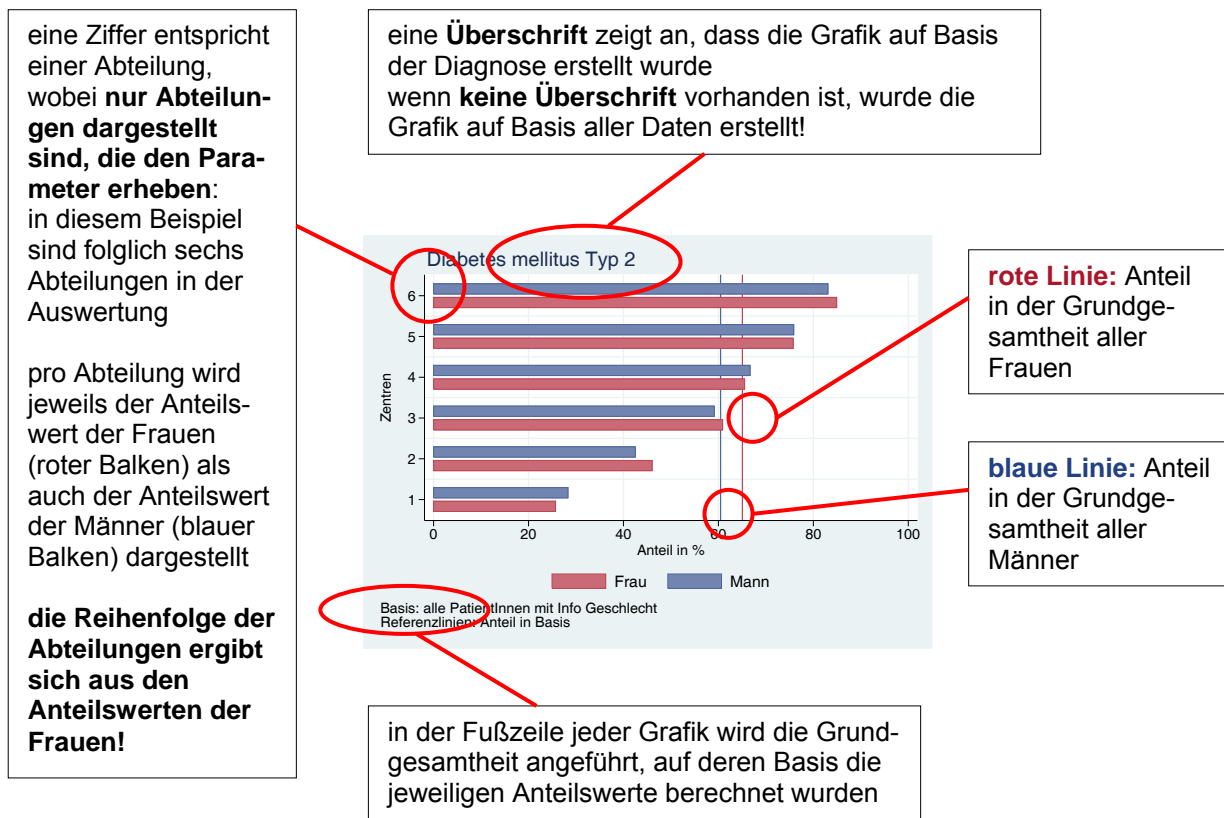 eine Ziffer entspricht
einer Abteilung,
wobei nur Abteilun-
gen dargestellt
sind, die den Para-
meter erheben:
in diesem Beispiel
sind folglich sechs
Abteilungen in der
Auswertung
pro Abteilung wird
jeweils der Anteils-
wert der Frauen
(roter Balken) als
auch der Anteilswert
der Männer (blauer
Balken) dargestellt
die Reihenfolge der
Abteilungen ergibt
sich aus den
Anteilswerten der
Frauen!
eine Überschrift zeigt an, dass die Grafik auf Basis
der Diagnose erstellt wurde
wenn keine Überschrift vorhanden ist, wurde die
Grafik auf Basis aller Daten erstellt!
Diabetes mellitus Typ 2
Zentren
6
5
4
3
2
1
0 20 40 60 80 100
Anteil in %
Frau Mann
Basis: alle PatientInnen mit Info Geschlecht
Referenzlinien: Anteil in Basis
rote Linie: Anteil
in der Grundge-
samtheit aller
Frauen
blaue Linie: Anteil
in der Grundge-
samtheit aller
Männer
in der Fußzeile jeder Grafik wird die Grund-
gesamtheit angeführt, auf deren Basis die
jeweiligen Anteilswerte berechnet wurden